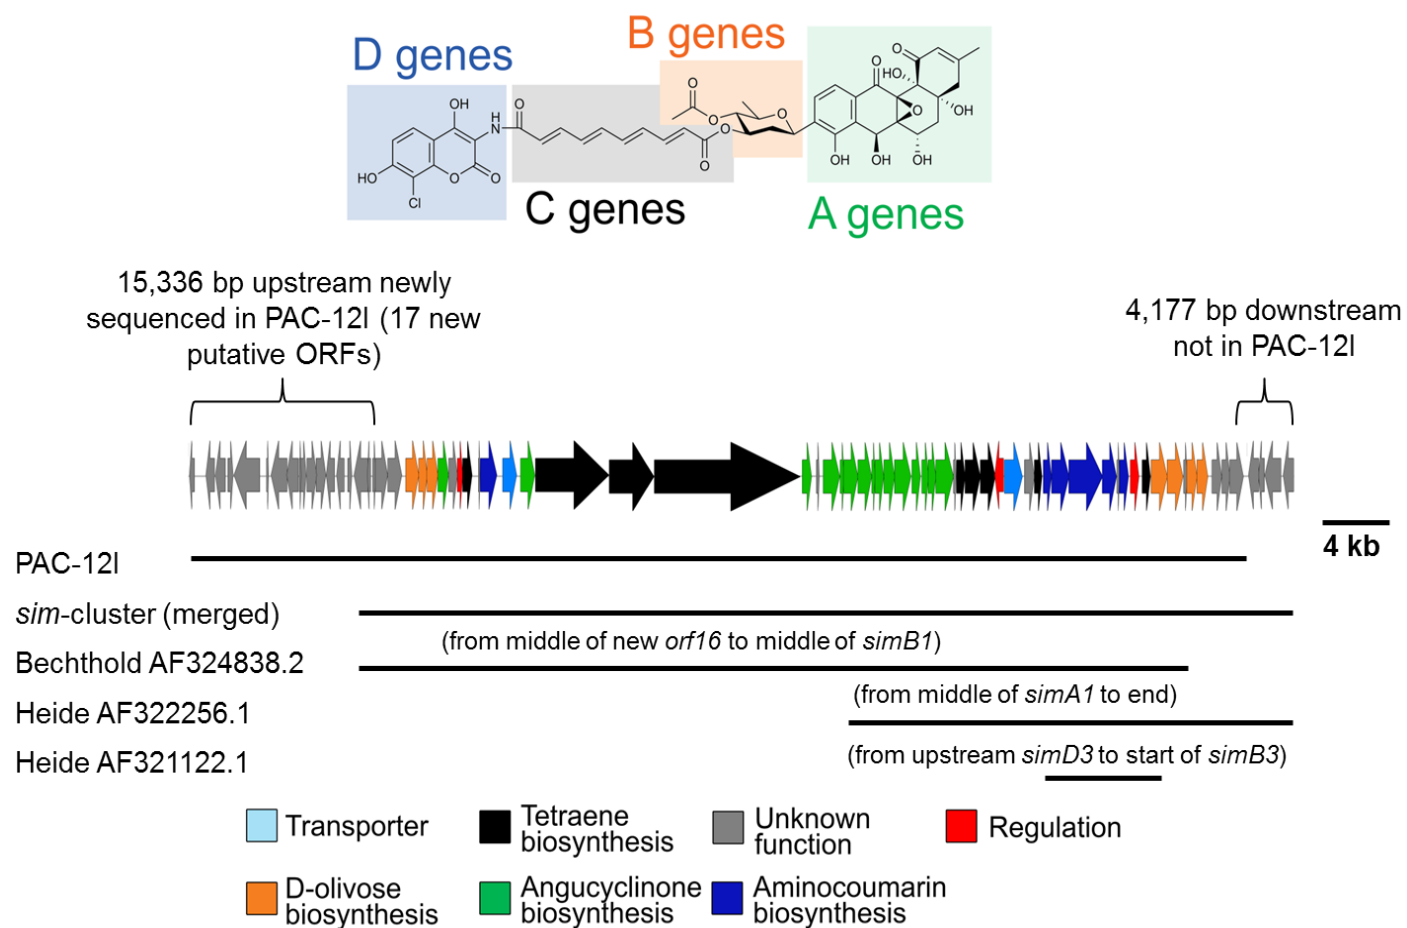 D genes
B genes
C genes
A genes
OH
HO
Cl
O
O
H
N
O
O
O
O
O
O
O
O
HO
O
OH
OH
OH
OH
15,336 bp upstream newly
sequenced in PAC-12I (17 new
putative ORFs)
4,177 bp downstream
not in PAC-12I
4 kb
PAC-12I
sim-cluster (merged)
(from middle of new orf16 to middle of simB1)
Bechthold AF324838.2
(from middle of simA1 to end)
Heide AF322256.1
(from upstream simD3 to start of simB3)
Heide AF321122.1
Transporter
Tetraene
biosynthesis
Unknown
function
Regulation
D-olivose
biosynthesis
Angucyclinone
biosynthesis
Aminocoumarin
biosynthesis